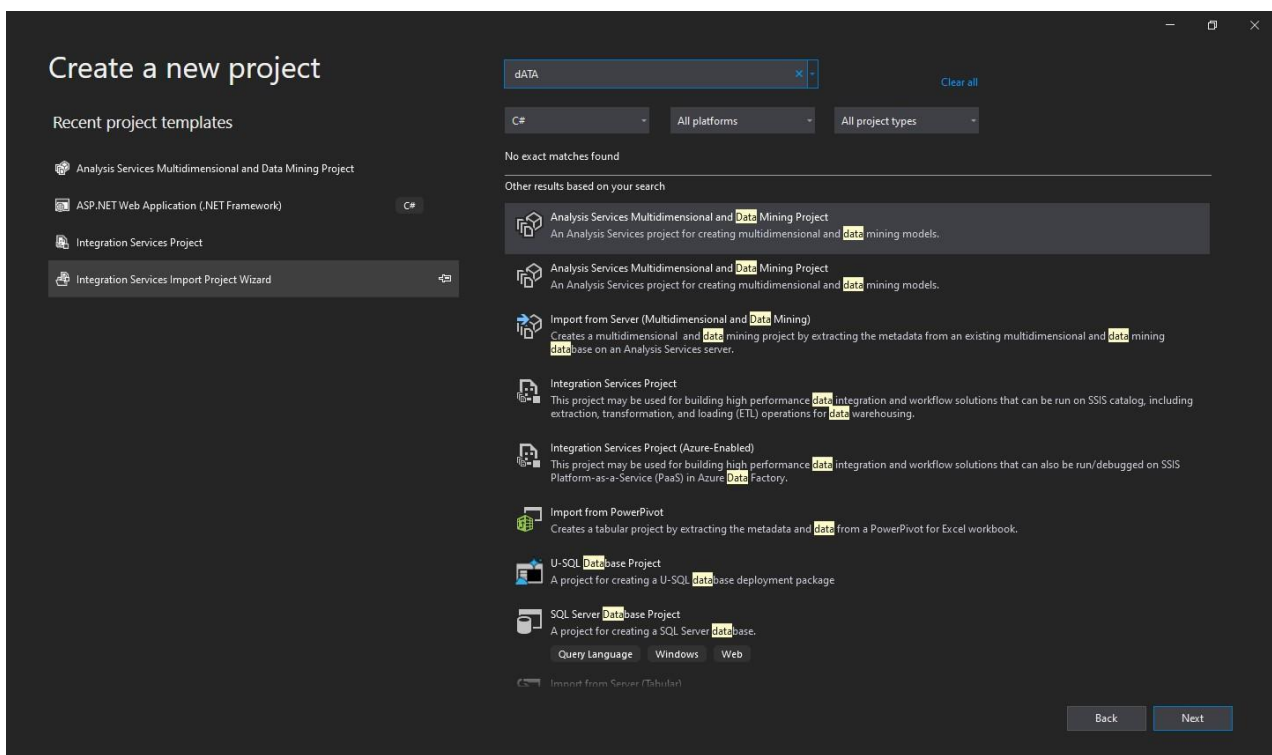 Create a new project
Recent project templates
Analysis Services Multidimensional and Data Mining Project
ASP.NET Web Application (.NET Framework)
C#
Integration Services Project
Integration Services Import Project Wizard
dATA
Clear all
C#
All platforms
All project types
No exact matches found
Other results based on your search
Analysis Services Multidimensional and Data Mining Project
An Analysis Services project for creating multidimensional and data mining models.
Analysis Services Multidimensional and Data Mining Project
An Analysis Services project for creating multidimensional and data mining models.
Import from Server (Multidimensional and Data Mining)
Creates a multidimensional and data mining project by extracting the metadata from an existing multidimensional and data mining
database on an Analysis Services server.
Integration Services Project
This project may be used for building high performance data integration and workflow solutions that can be run on SSIS catalog, including
extraction, transformation, and loading (ETL) operations for data warehousing.
Integration Services Project (Azure-Enabled)
This project may be used for building high performance data integration and workflow solutions that can also be run/debugged on SSIS
Platform-as-a-Service (PaaS) in Azure Data Factory.
Import from PowerPivot
Creates a tabular project by extracting the metadata and data from a PowerPivot for Excel workbook.
U-SQL Database Project
A project for creating a U-SQL database deployment package
SQL Server Database Project
A project for creating a SQL Server database.
Query Language
Windows
Web
Import from Server (Tabular)
Back
Next